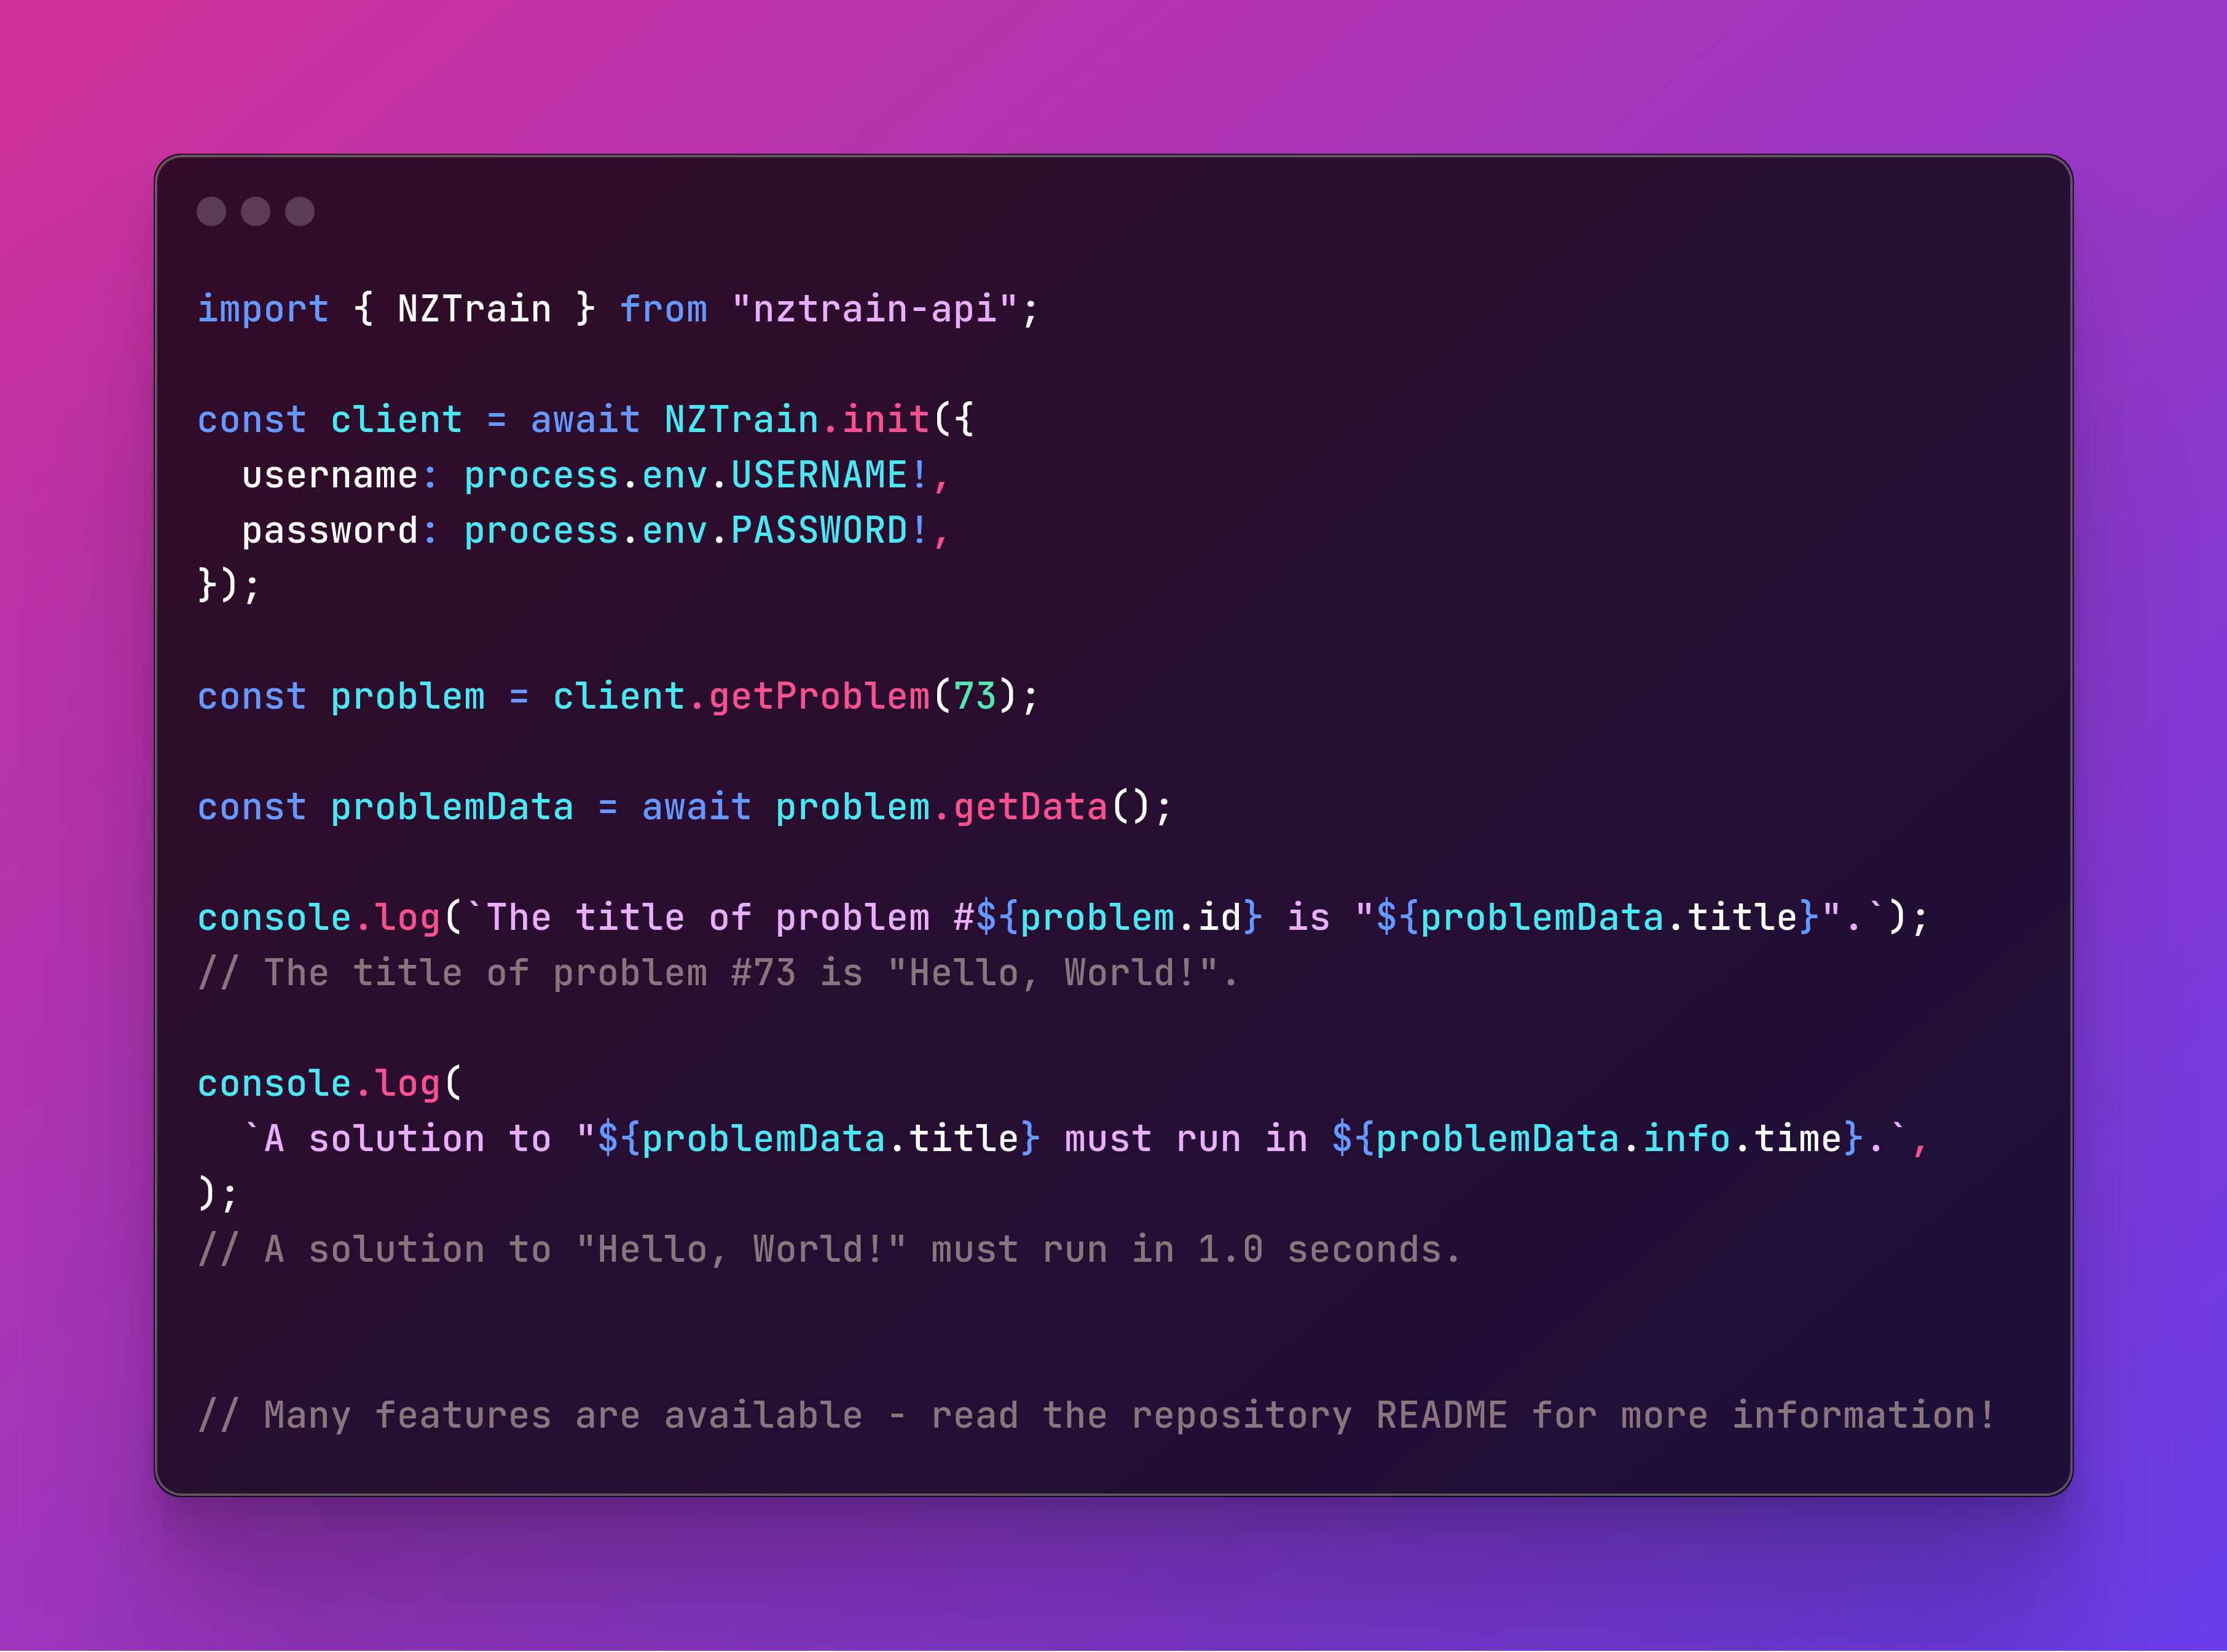 import { NZTrain } from "nztrain-api";
const client = await NZTrain.init({
  username: process.env.USERNAME!,
  password: process.env.PASSWORD!,
});
const problem = client.getProblem(73);
const problemData = await problem.getData();
console.log(`The title of problem #${problem.id} is "${problemData.title}".`);
// The title of problem #73 is "Hello, World!".
console.log(
  `A solution to "${problemData.title} must run in ${problemData.info.time}.`,
);
// A solution to "Hello, World!" must run in 1.0 seconds.
// Many features are available - read the repository README for more information!